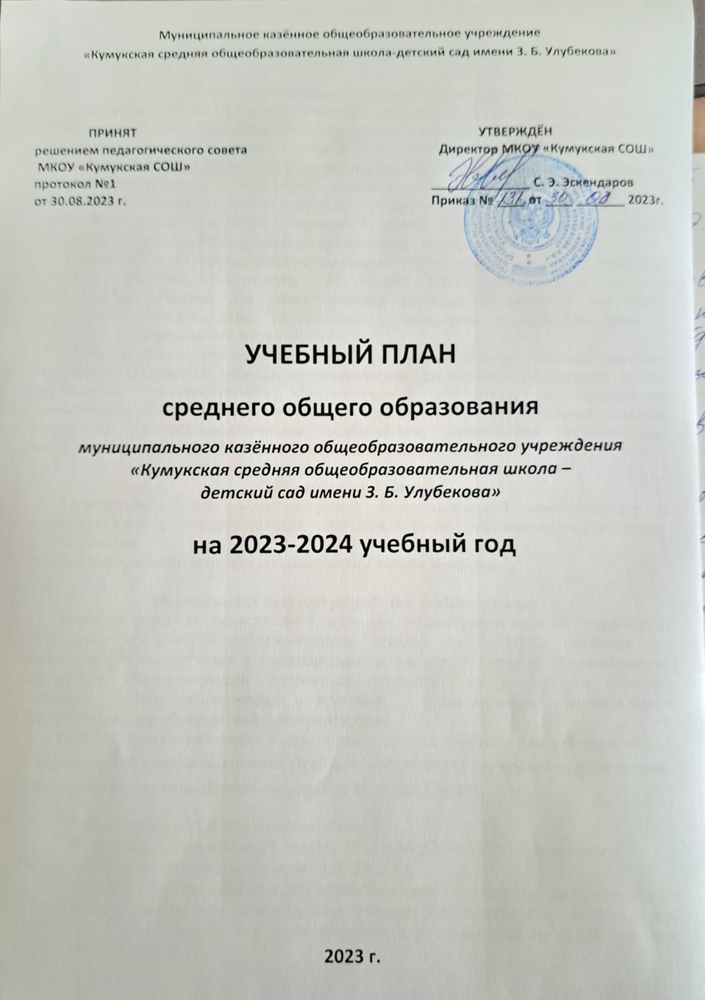 Муниципальное казённое общеобразовательное учреждение
«Кумукская средняя общеобразовательная школа-детский сад имени З. Б. Улубекова»
ПРИНЯТ
решением педагогического совета
МКОУ «Кумукская СОШ»
протокол №1
от 30.08.2023 г.
УТВЕРЖДЁН
Директор МКОУ «Кумукская СОШ»
____________ С. Э. Эскендаров
Приказ № 131 от 30 08 2023г.
УЧЕБНЫЙ ПЛАН
среднего общего образования
муниципального казённого общеобразовательного учреждения
«Кумукская средняя общеобразовательная школа –
детский сад имени З. Б. Улубекова»
на 2023-2024 учебный год
2023 г.